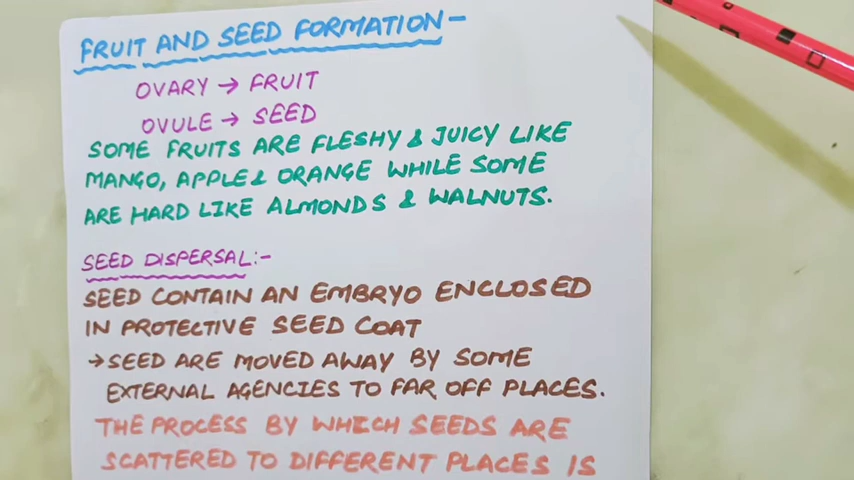 FRUIT AND SEED FORMATION-
OVARY → FRUIT
OVULE → SEED
SOME FRUITS ARE FLESHY & JUICY LIKE
MANGO, APPLE & ORANGE WHILE SOME
ARE HARD LIKE ALMONDS & WALNUTS.
SEED DISPERSAL:-
SEED CONTAIN AN EMBRYO ENCLOSED
IN PROTECTIVE SEED COAT
→ SEED ARE MOVED AWAY BY SOME
EXTERNAL AGENCIES TO FAR OFF PLACES.
THE PROCESS BY WHICH SEEDS ARE
SCATTERED TO DIFFERENT PLACES IS